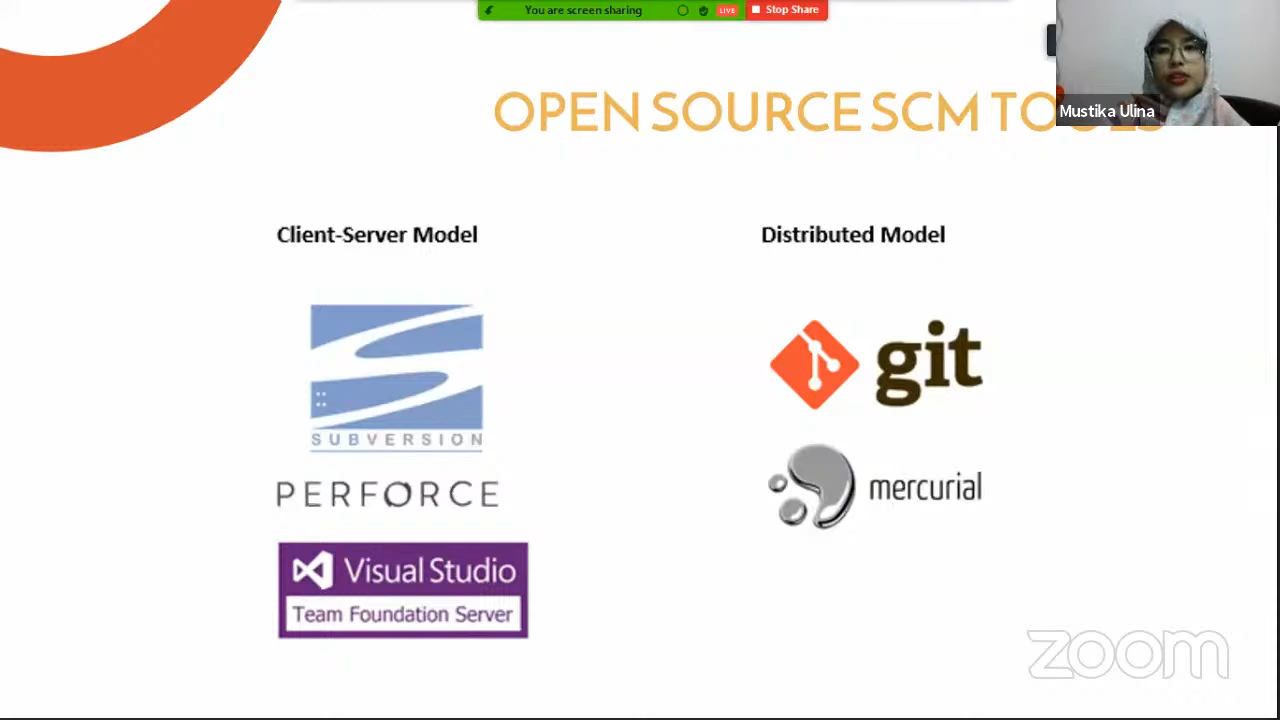 You are screen sharing LIVE Stop Share
Mustika Ulina
OPEN SOURCE SCM TOOLS
Client-Server Model
Distributed Model
SUBVERSION
PERFORCE
Visual Studio
Team Foundation Server
git
mercurial
zoom